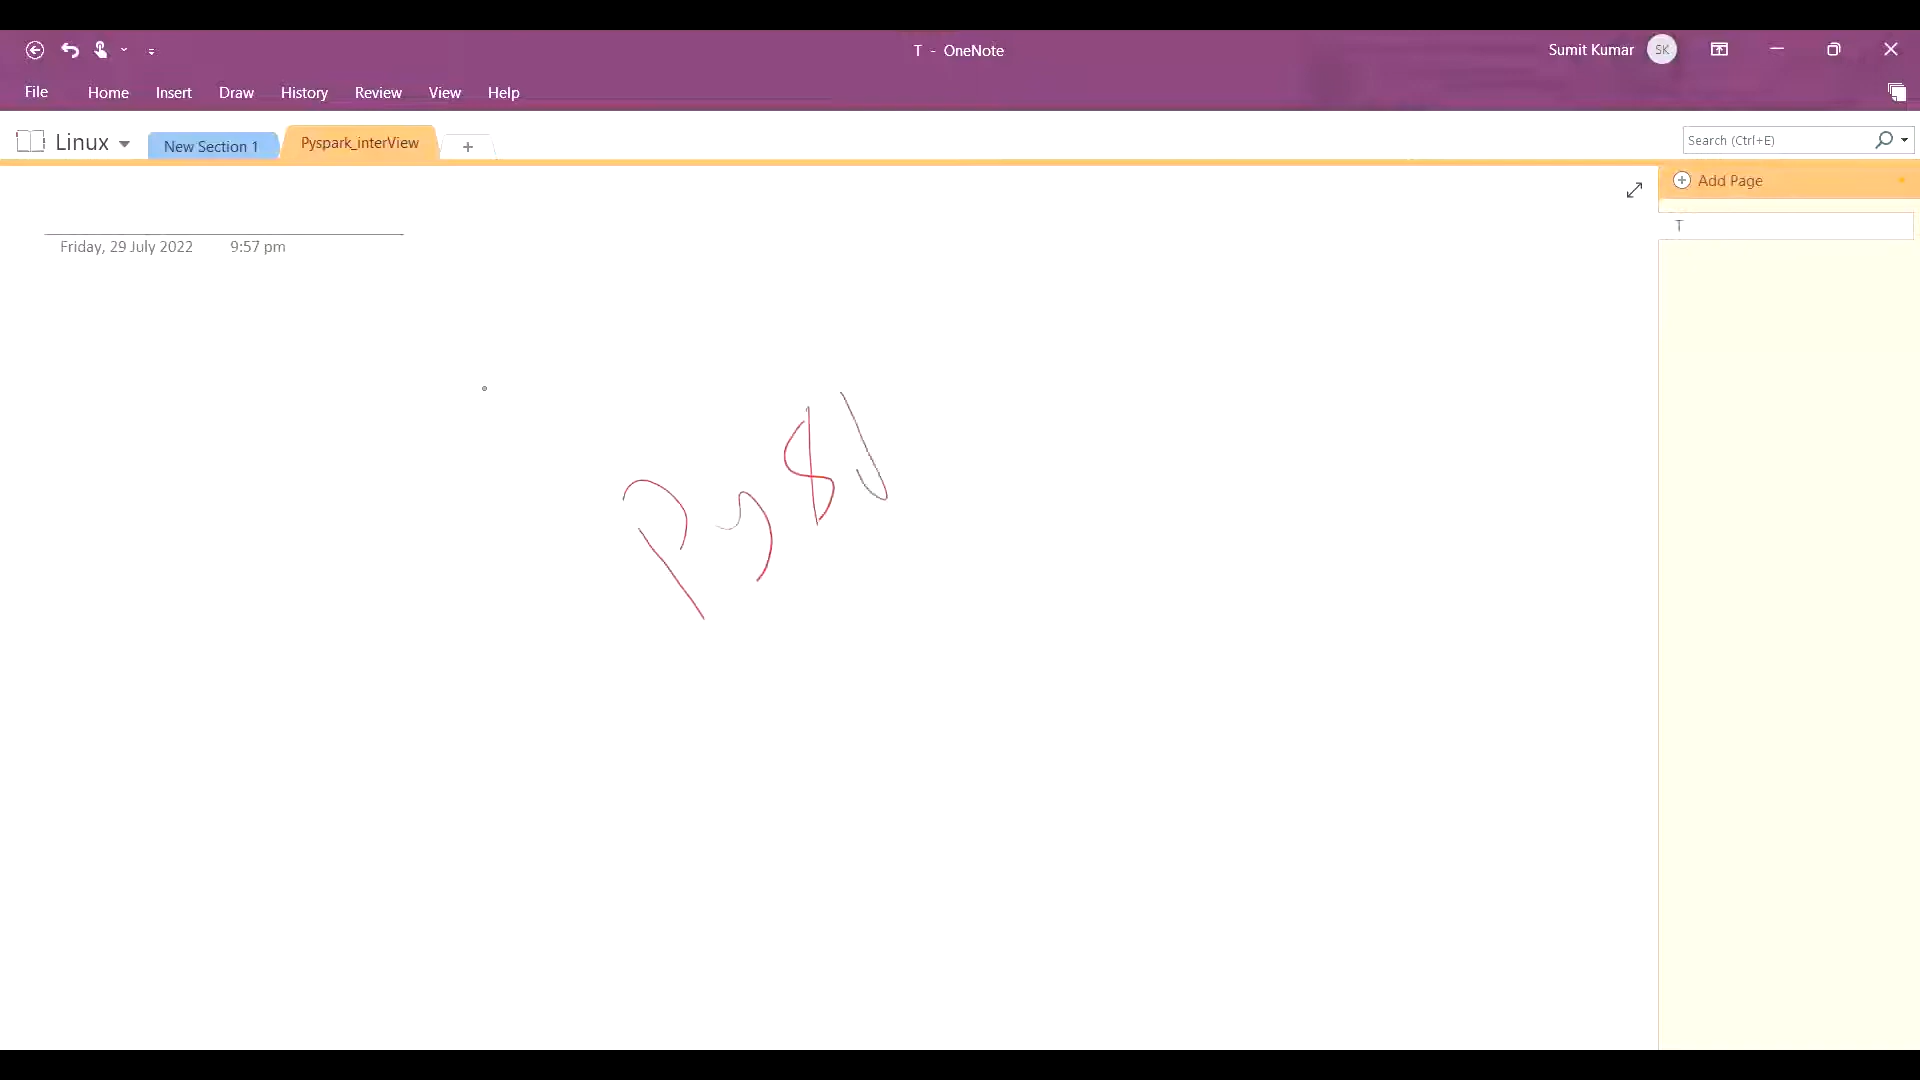 T - OneNote
Sumit Kumar SK
File Home Insert Draw History Review View Help
Linux New Section 1 Pyspark_interView +
Search (Ctrl+E)
Add Page
T
Friday, 29 July 2022 9:57 pm
Py